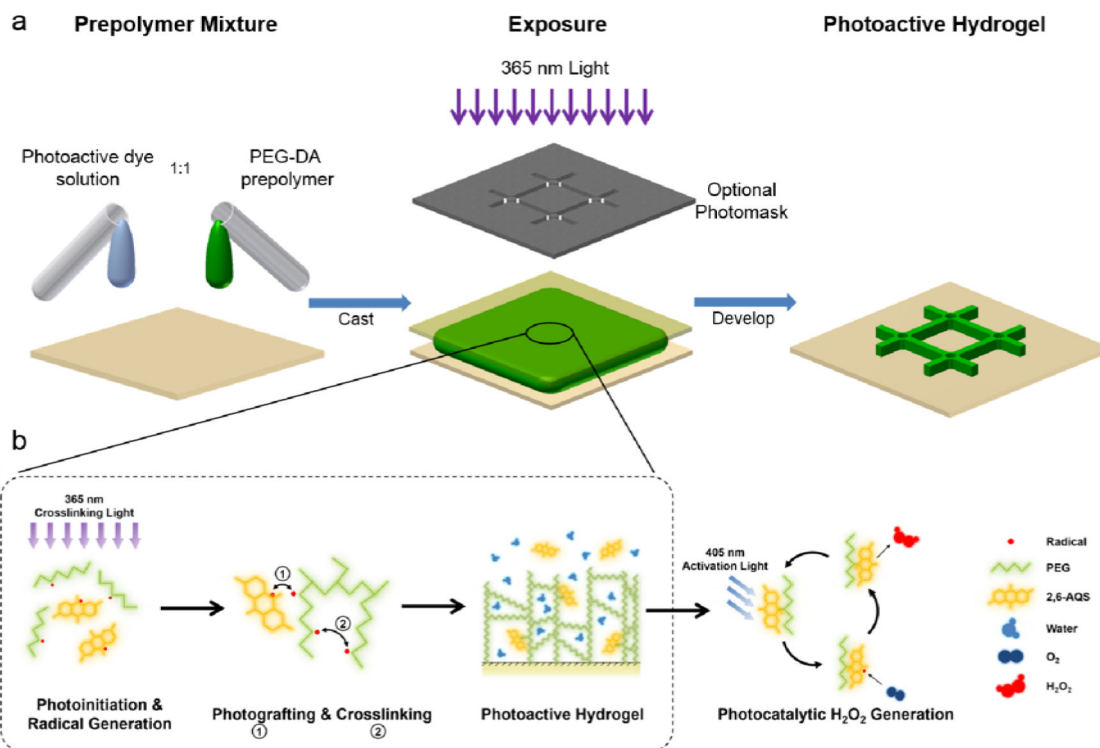 a
Prepolymer Mixture
Exposure
Photoactive Hydrogel
365 nm Light
Photoactive dye
solution
1:1
PEG-DA
prepolymer
Optional
Photomask
Cast
Develop
b
365 nm
Crosslinking Light
①
②
405 nm
Activation Light
Radical
PEG
2,6-AQS
Water
O₂
H₂O₂
Photoinitiation &
Radical Generation
Photografting & Crosslinking
① ②
Photoactive Hydrogel
Photocatalytic H₂O₂ Generation